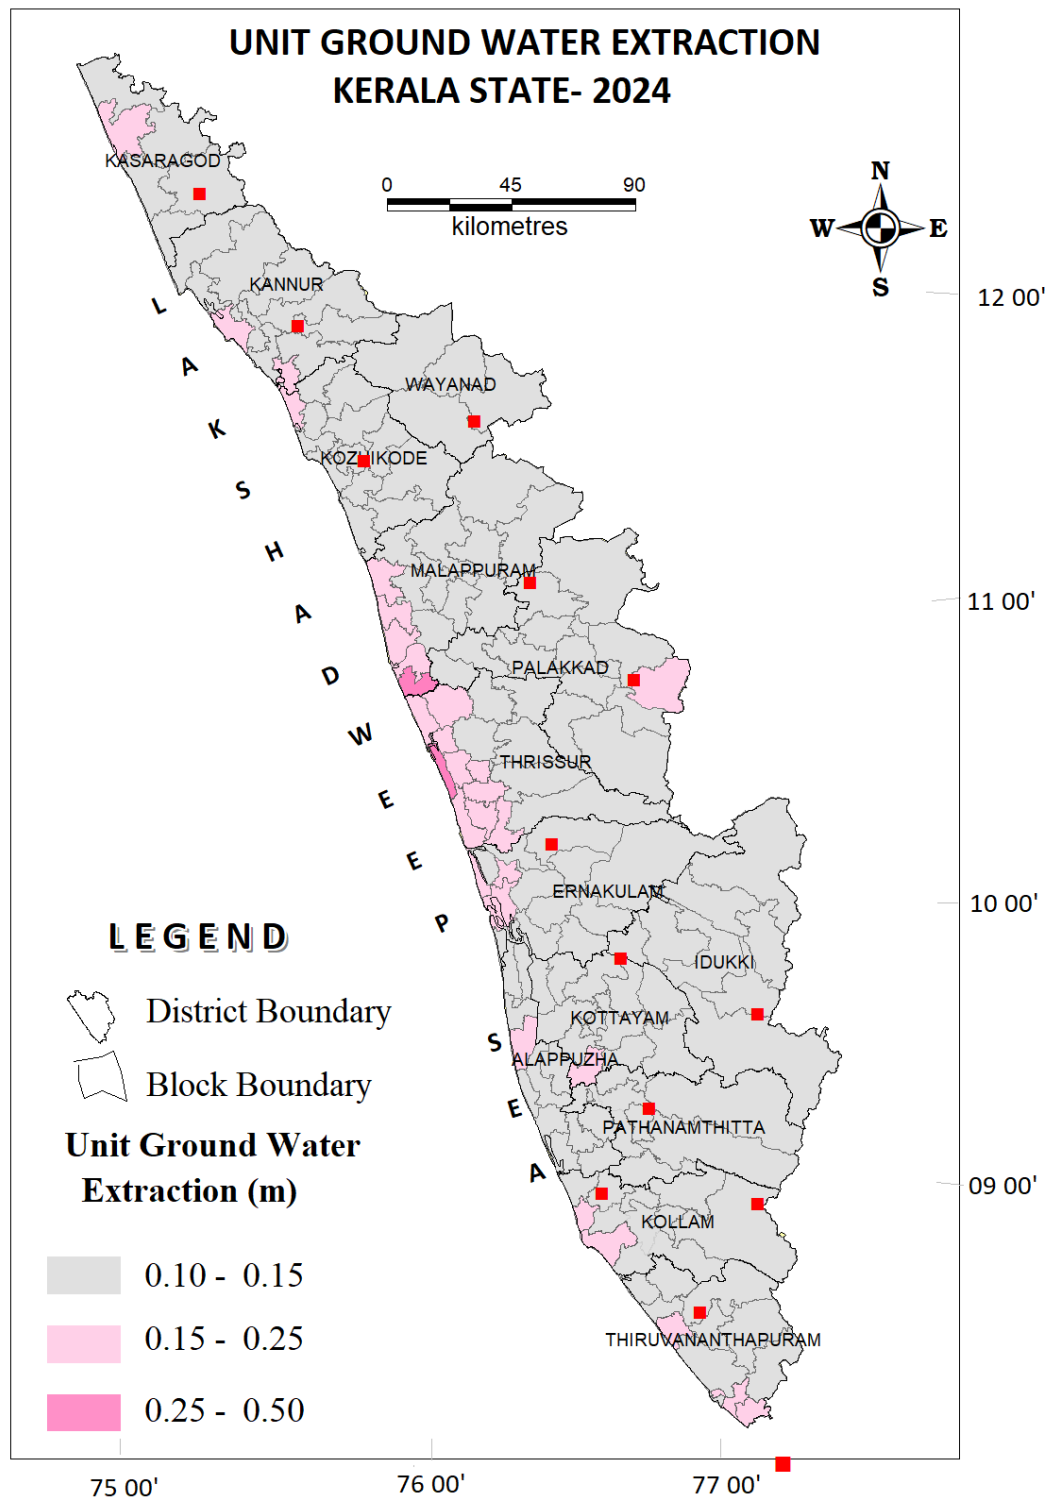 UNIT GROUND WATER EXTRACTION
KERALA STATE- 2024
0 45 90
kilometres
N
W E
S
KASARAGOD
KANNUR
WAYANAD
KOZHIKODE
MALAPPURAM
PALAKKAD
THRISSUR
ERNAKULAM
IDUKKI
KOTTAYAM
ALAPPUZHA
PATHANAMTHITTA
KOLLAM
THIRUVANANTHAPURAM
LAKSHADWEEP SEA
12 00'
11 00'
10 00'
09 00'
LEGEND
District Boundary
Block Boundary
Unit Ground Water
Extraction (m)
0.10 - 0.15
0.15 - 0.25
0.25 - 0.50
75 00' 76 00' 77 00'